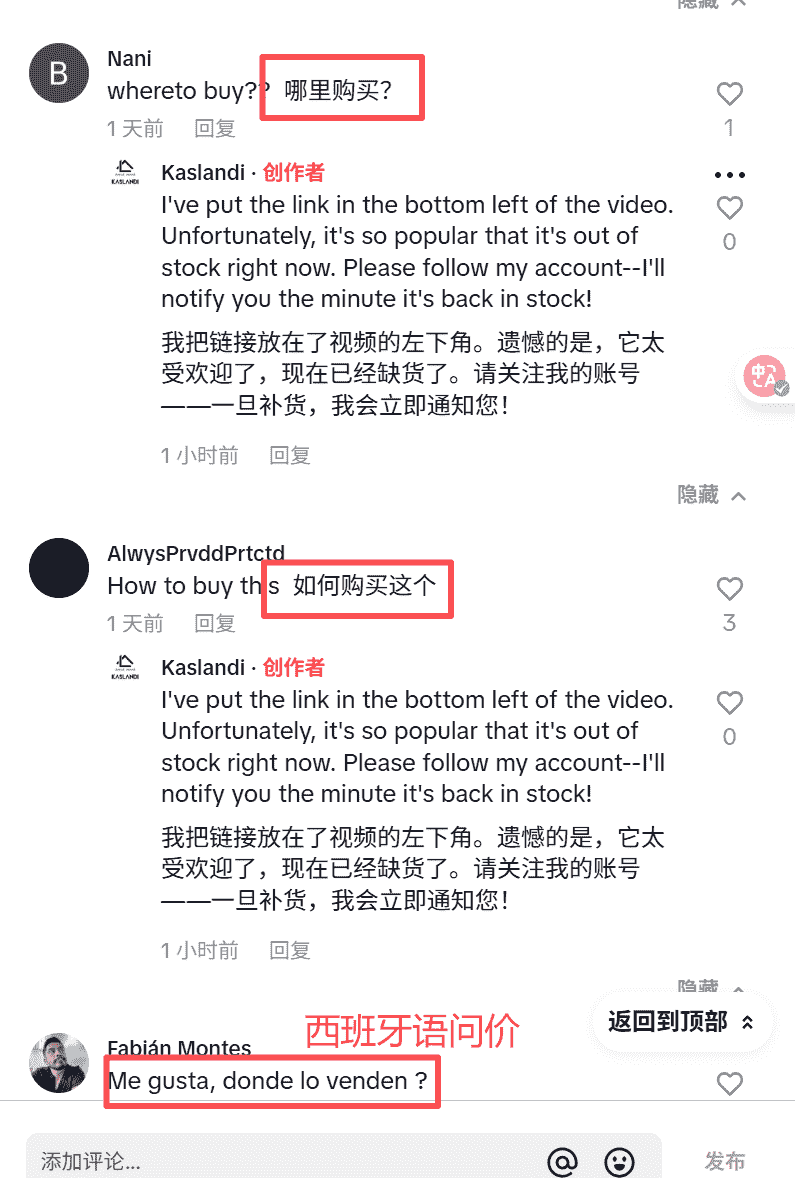 隐藏
Nani
whereto buy?? 哪里购买?
1 天前 回复
1
KASLANDI
Kaslandi · 创作者
I've put the link in the bottom left of the video.
Unfortunately, it's so popular that it's out of
stock right now. Please follow my account--I'll
notify you the minute it's back in stock!
0
我把链接放在了视频的左下角。遗憾的是，它太
受欢迎了，现在已经缺货了。请关注我的账号
——一旦补货，我会立即通知您！
1 小时前 回复
隐藏
AlwysPrvddPrtctd
How to buy this 如何购买这个
1 天前 回复
3
KASLANDI
Kaslandi · 创作者
I've put the link in the bottom left of the video.
Unfortunately, it's so popular that it's out of
stock right now. Please follow my account--I'll
notify you the minute it's back in stock!
0
我把链接放在了视频的左下角。遗憾的是，它太
受欢迎了，现在已经缺货了。请关注我的账号
——一旦补货，我会立即通知您！
1 小时前 回复
隐藏
返回到顶部
西班牙语问价
Fabián Montes
Me gusta, donde lo venden ?
添加评论...
发布